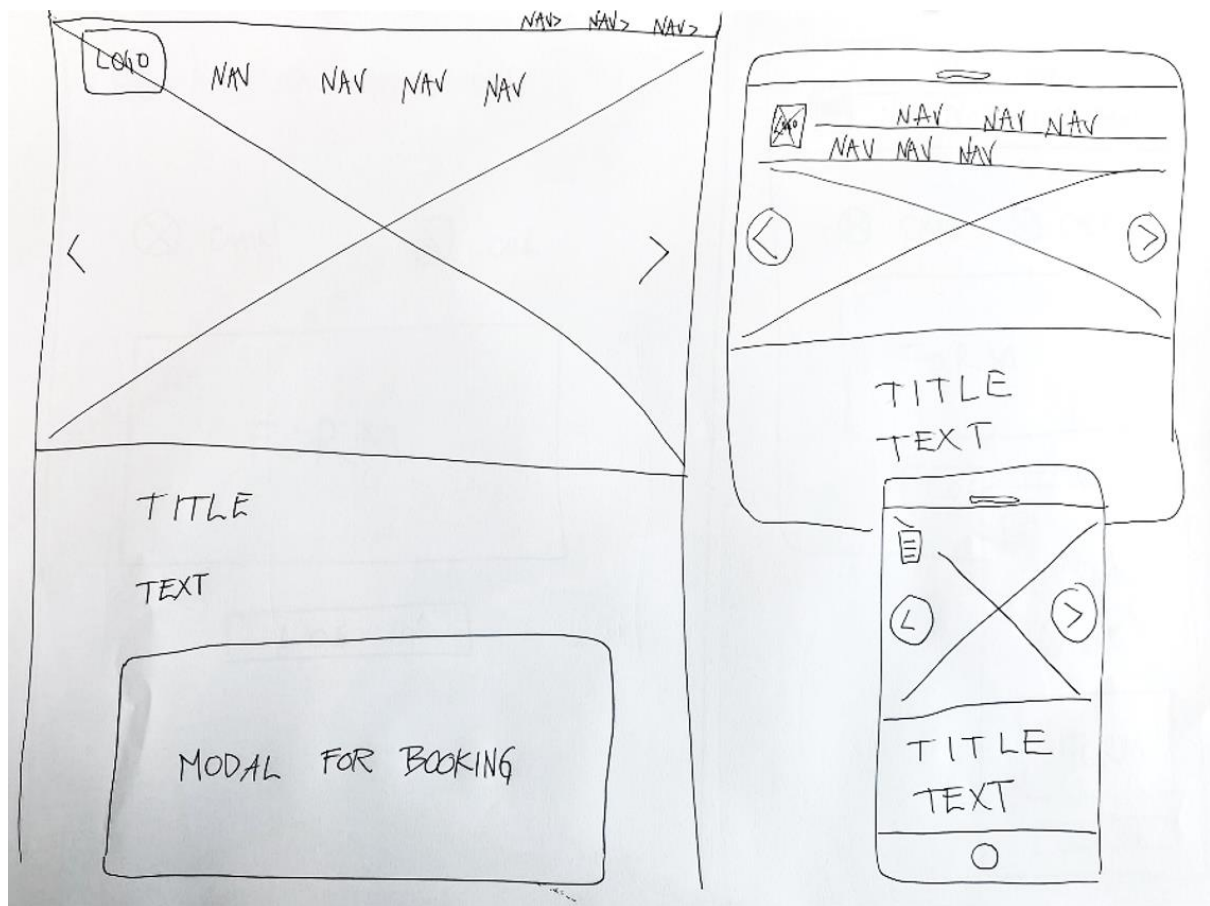 NAV> NAV> NAV>
LOGO
NAV NAV NAV NAV
<
>
TITLE
TEXT
MODAL FOR BOOKING
LOGO
NAV NAV NAV
NAV NAV NAV
<
>
TITLE
TEXT
<
>
TITLE
TEXT